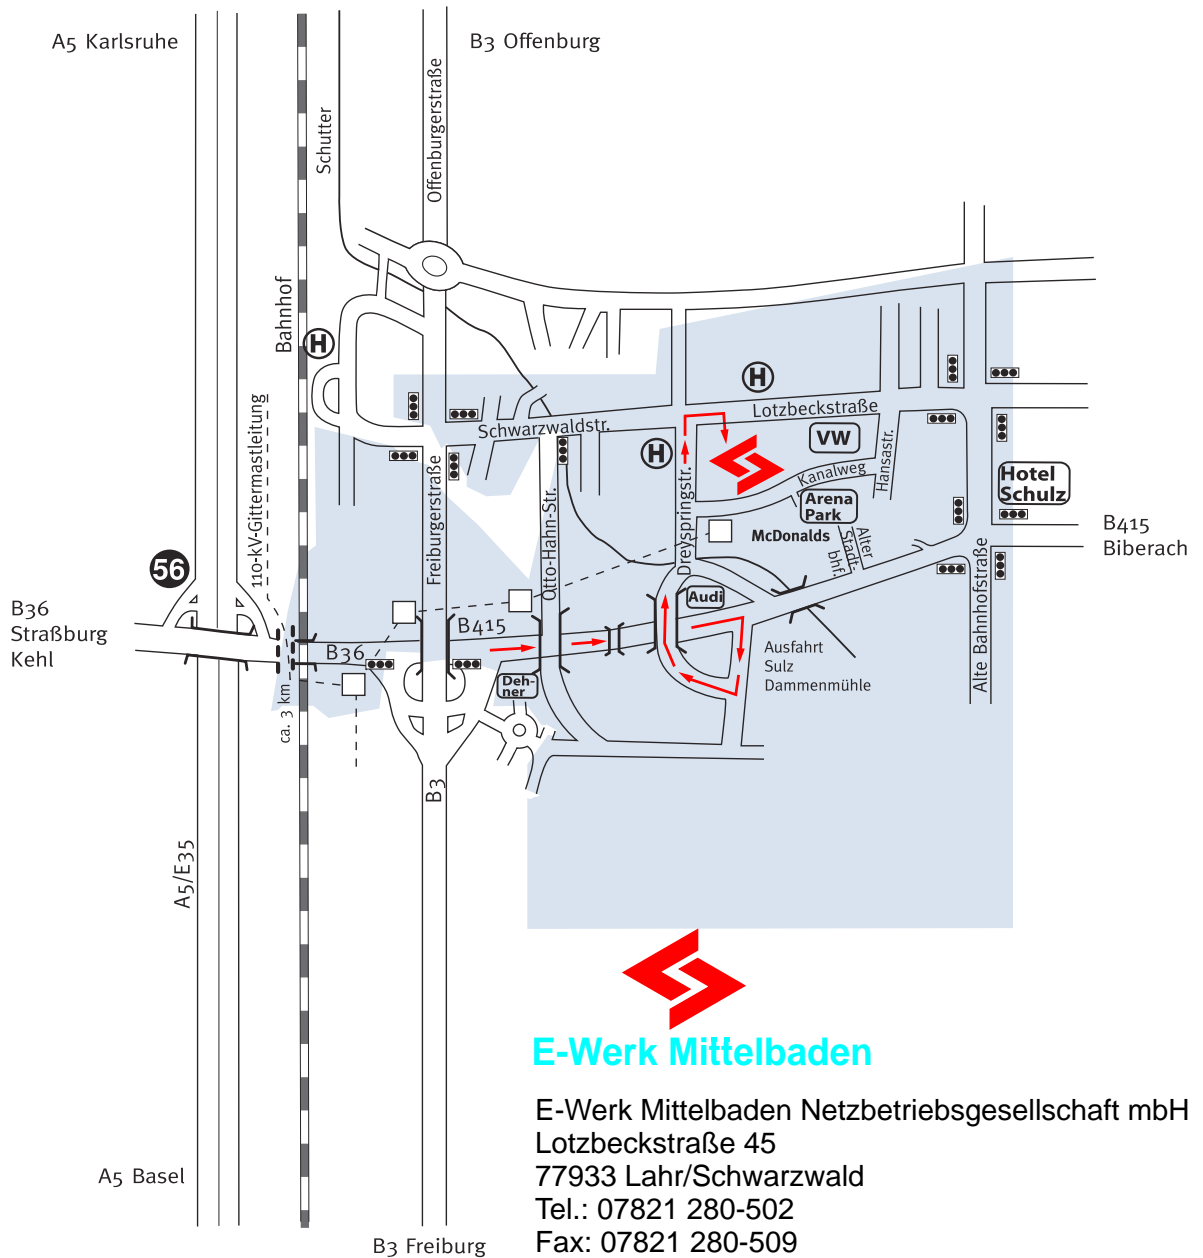 A5 Karlsruhe
B3 Offenburg
Schutter
Offenburgerstraße
Bahnhof
H
H
Lotzbeckstraße
Schwarzwaldstr.
VW
H
110-kV-Gittermastleitung
Freiburgerstraße
Otto-Hahn-Str.
Dreyspringstr.
Kanalweg
Hansastr.
Hotel
Schulz
Arena
Park
McDonalds
Alter
Stadt-
bhf.
B415
Biberach
56
B36
Straßburg
Kehl
Audi
B415
B36
Ausfahrt
Sulz
Dammenmühle
Alte Bahnhofstraße
Deh-
ner
ca. 3 km
B3
A5/E35
E-Werk Mittelbaden
E-Werk Mittelbaden Netzbetriebsgesellschaft mbH
Lotzbeckstraße 45
77933 Lahr/Schwarzwald
Tel.: 07821 280-502
Fax: 07821 280-509
A5 Basel
B3 Freiburg